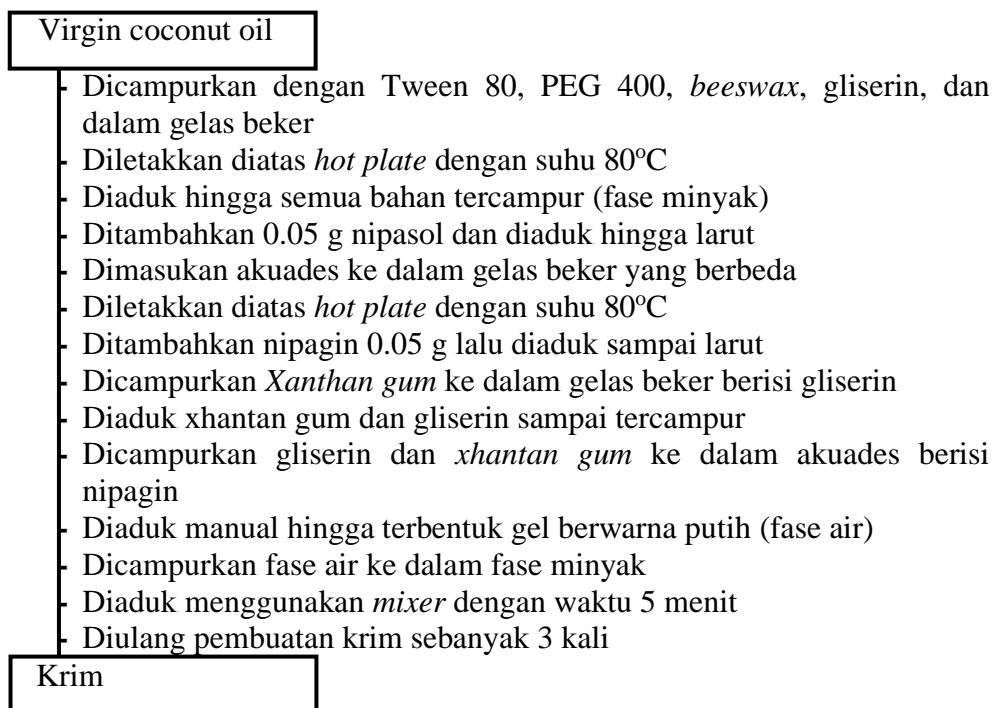 Virgin coconut oil
- Dicampurkan dengan Tween 80, PEG 400, beeswax, gliserin, dan
dalam gelas beker
- Diletakkan diatas hot plate dengan suhu 80°C
- Diaduk hingga semua bahan tercampur (fase minyak)
- Ditambahkan 0.05 g nipasol dan diaduk hingga larut
- Dimasukan akuades ke dalam gelas beker yang berbeda
- Diletakkan diatas hot plate dengan suhu 80°C
- Ditambahkan nipagin 0.05 g lalu diaduk sampai larut
- Dicampurkan Xanthan gum ke dalam gelas beker berisi gliserin
- Diaduk xhantan gum dan gliserin sampai tercampur
- Dicampurkan gliserin dan xhantan gum ke dalam akuades berisi
nipagin
- Diaduk manual hingga terbentuk gel berwarna putih (fase air)
- Dicampurkan fase air ke dalam fase minyak
- Diaduk menggunakan mixer dengan waktu 5 menit
- Diulang pembuatan krim sebanyak 3 kali
Krim